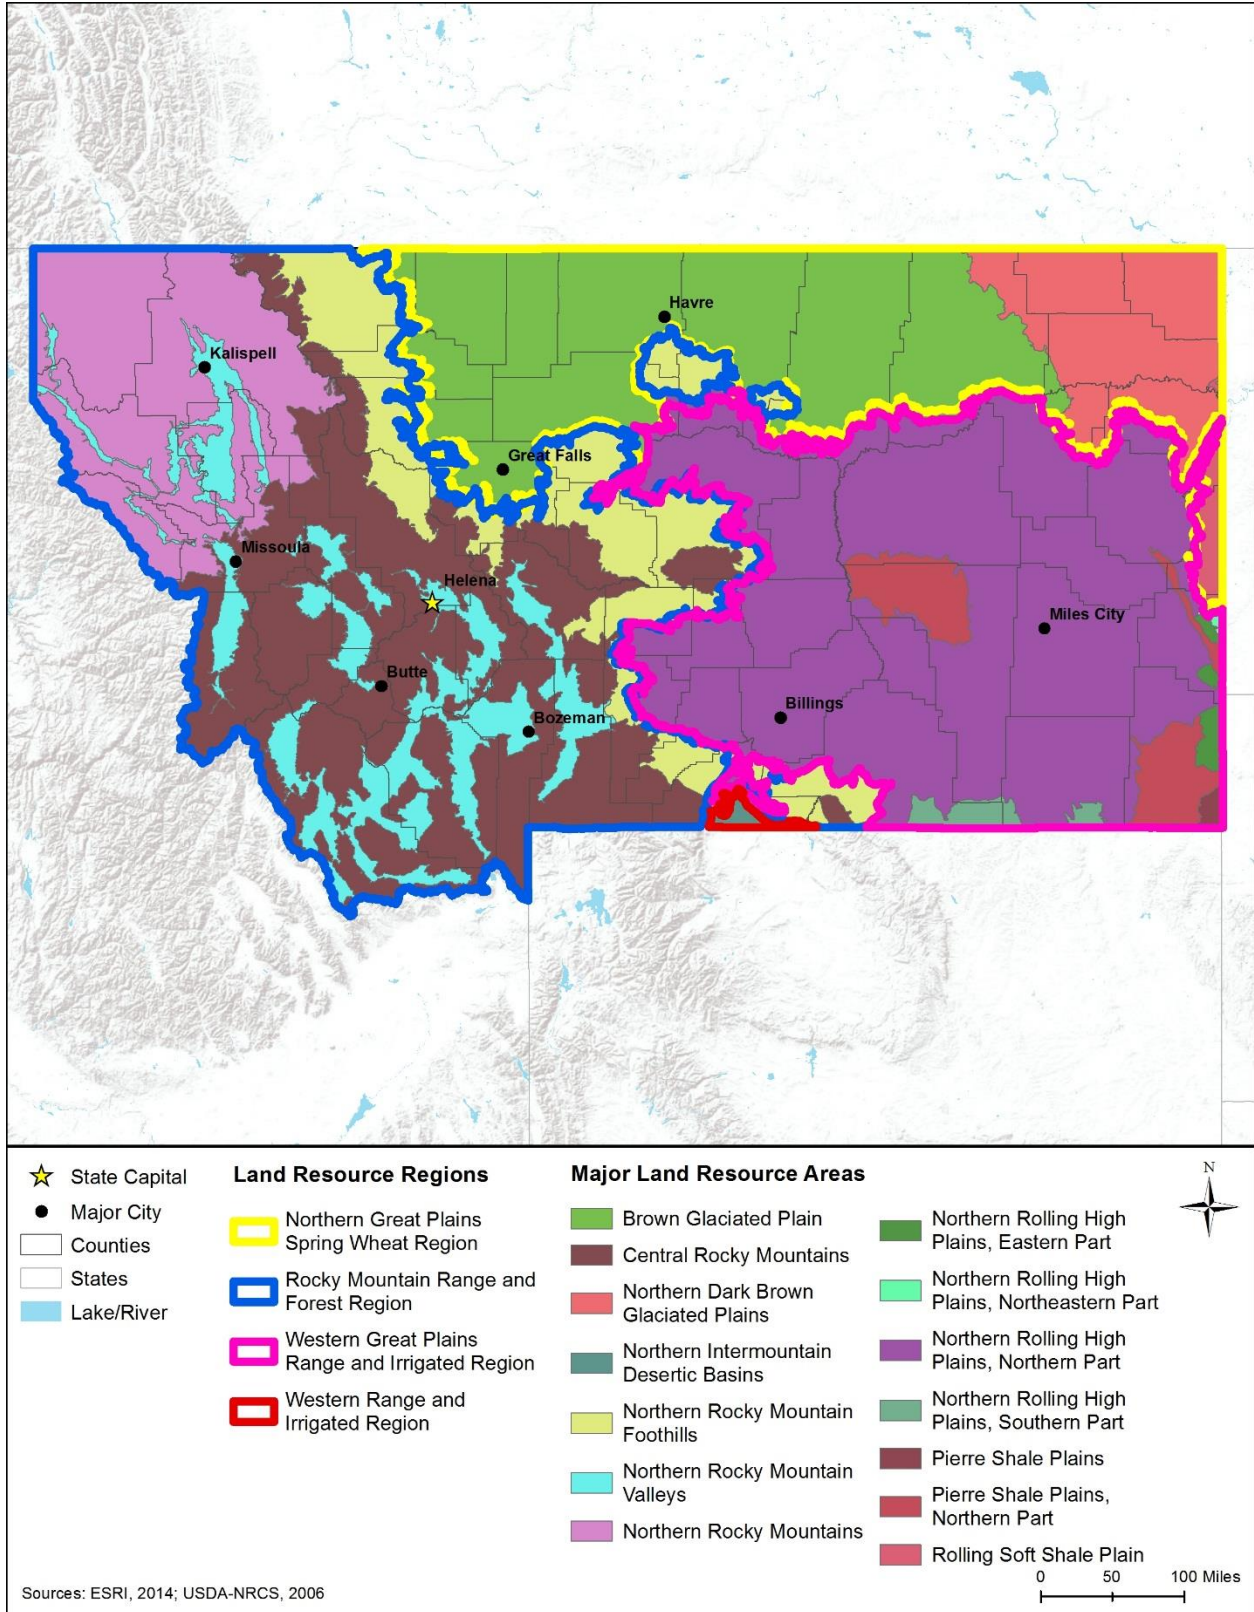 Havre
Kalispell
Great Falls
Missoula
Helena
Miles City
Butte
Billings
Bozeman
State Capital
Major City
Counties
States
Lake/River
Land Resource Regions
Northern Great Plains
Spring Wheat Region
Rocky Mountain Range and
Forest Region
Western Great Plains
Range and Irrigated Region
Western Range and
Irrigated Region
Major Land Resource Areas
Brown Glaciated Plain
Central Rocky Mountains
Northern Dark Brown
Glaciated Plains
Northern Intermountain
Desertic Basins
Northern Rocky Mountain
Foothills
Northern Rocky Mountain
Valleys
Northern Rocky Mountains
Northern Rolling High
Plains, Eastern Part
Northern Rolling High
Plains, Northeastern Part
Northern Rolling High
Plains, Northern Part
Northern Rolling High
Plains, Southern Part
Pierre Shale Plains
Pierre Shale Plains,
Northern Part
Rolling Soft Shale Plain
N
0 50 100 Miles
Sources: ESRI, 2014; USDA-NRCS, 2006